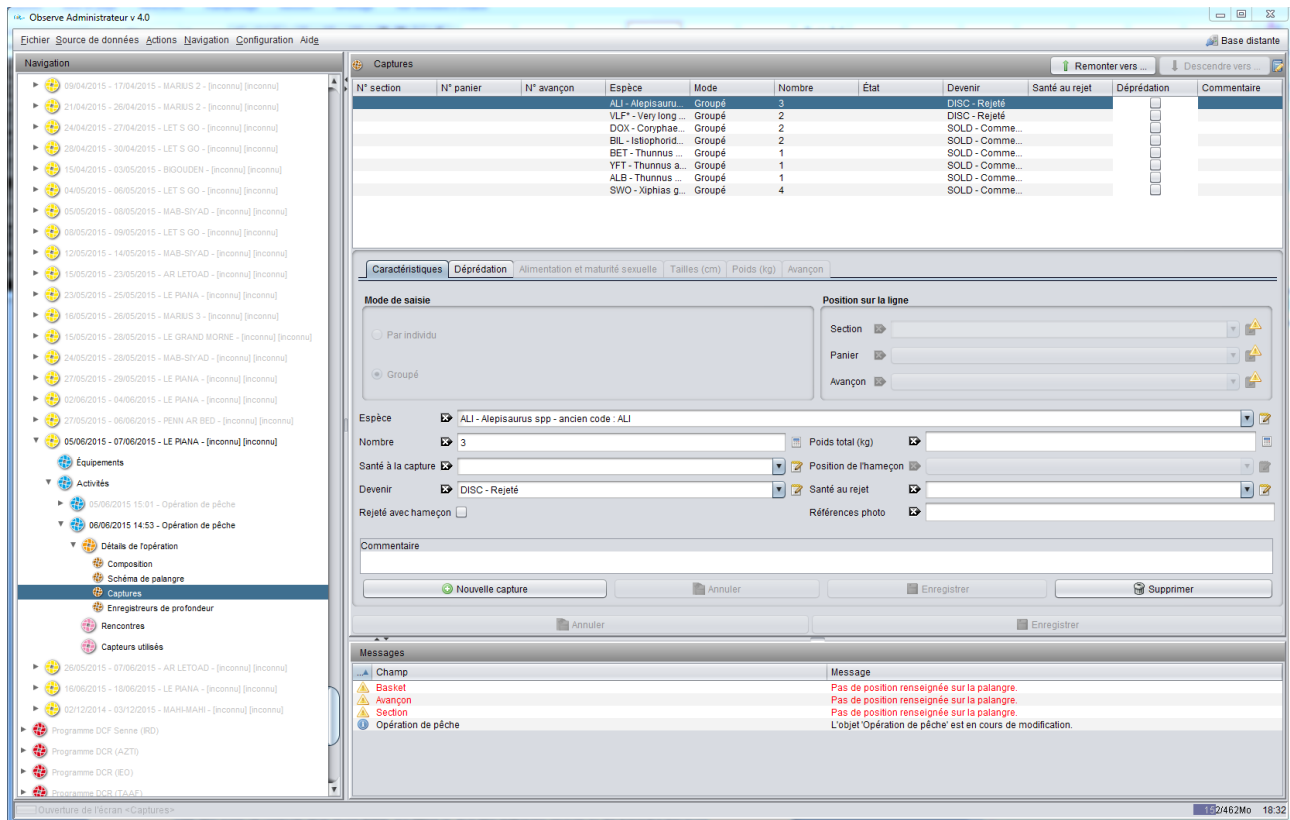 Observe Administrateur v 4.0
Fichier Source de données Actions Navigation Configuration Aide
Base distante
Navigation
09/04/2015 - 17/04/2015 - MARIUS 2 - [inconnu] [inconnu]
21/04/2015 - 26/04/2015 - MARIUS 2 - [inconnu] [inconnu]
24/04/2015 - 27/04/2015 - LET S GO - [inconnu] [inconnu]
28/04/2015 - 30/04/2015 - LET S GO - [inconnu] [inconnu]
15/04/2015 - 03/05/2015 - BIGOUDEN - [inconnu] [inconnu]
04/05/2015 - 06/05/2015 - LET S GO - [inconnu] [inconnu]
05/05/2015 - 08/05/2015 - MAB-SIYAD - [inconnu] [inconnu]
08/05/2015 - 09/05/2015 - LET S GO - [inconnu] [inconnu]
12/05/2015 - 14/05/2015 - MAB-SIYAD - [inconnu] [inconnu]
15/05/2015 - 23/05/2015 - AR LETOAD - [inconnu] [inconnu]
23/05/2015 - 25/05/2015 - LE PIANA - [inconnu] [inconnu]
16/05/2015 - 26/05/2015 - MARIUS 3 - [inconnu] [inconnu]
15/05/2015 - 28/05/2015 - LE GRAND MORNE - [inconnu] [inconnu]
24/05/2015 - 28/05/2015 - MAB-SIYAD - [inconnu] [inconnu]
27/05/2015 - 29/05/2015 - LE PIANA - [inconnu] [inconnu]
02/06/2015 - 04/06/2015 - LE PIANA - [inconnu] [inconnu]
27/05/2015 - 06/06/2015 - PENN AR BED - [inconnu] [inconnu]
05/06/2015 - 07/06/2015 - LE PIANA - [inconnu] [inconnu]
Équipements
Activités
05/06/2015 15:01 - Opération de pêche
06/06/2015 14:53 - Opération de pêche
Détails de l'opération
Composition
Schéma de palangre
Captures
Enregistreurs de profondeur
Rencontres
Capteurs utilisés
26/05/2015 - 07/06/2015 - AR LETOAD - [inconnu] [inconnu]
16/06/2015 - 18/06/2015 - LE PIANA - [inconnu] [inconnu]
02/12/2014 - 03/12/2015 - MAHI-MAHI - [inconnu] [inconnu]
Programme DCF Senne (IRD)
Programme DCR (AZTI)
Programme DCR (IEO)
Programme DCR (TAAF)
Captures
Remonter vers ... Descendre vers ...
N° section N° panier N° avançon Espèce Mode Nombre État Devenir Santé au rejet Déprédation Commentaire
ALI - Alepisauru... Groupé 3 DISC - Rejeté
VLF* - Very long ... Groupé 2 DISC - Rejeté
DOX - Coryphae... Groupé 2 SOLD - Comme...
BIL - Istiophorid... Groupé 2 SOLD - Comme...
BET - Thunnus ... Groupé 1 SOLD - Comme...
YFT - Thunnus a... Groupé 1 SOLD - Comme...
ALB - Thunnus ... Groupé 1 SOLD - Comme...
SWO - Xiphias g... Groupé 4 SOLD - Comme...
Caractéristiques Déprédation Alimentation et maturité sexuelle Tailles (cm) Poids (kg) Avançon
Mode de saisie Position sur la ligne
Par individu
Groupé
Section
Panier
Avançon
Espèce ALI - Alepisaurus spp - ancien code : ALI
Nombre 3 Poids total (kg)
Santé à la capture Position de l'hameçon
Devenir DISC - Rejeté Santé au rejet
Rejeté avec hameçon Références photo
Commentaire
Nouvelle capture Annuler Enregistrer Supprimer
Annuler Enregistrer
Messages
... Champ Message
Basket Pas de position renseignée sur la palangre.
Avançon Pas de position renseignée sur la palangre.
Section Pas de position renseignée sur la palangre.
Opération de pêche L'objet 'Opération de pêche' est en cours de modification.
Ouverture de l'écran <Captures>
152/462Mo 18:32